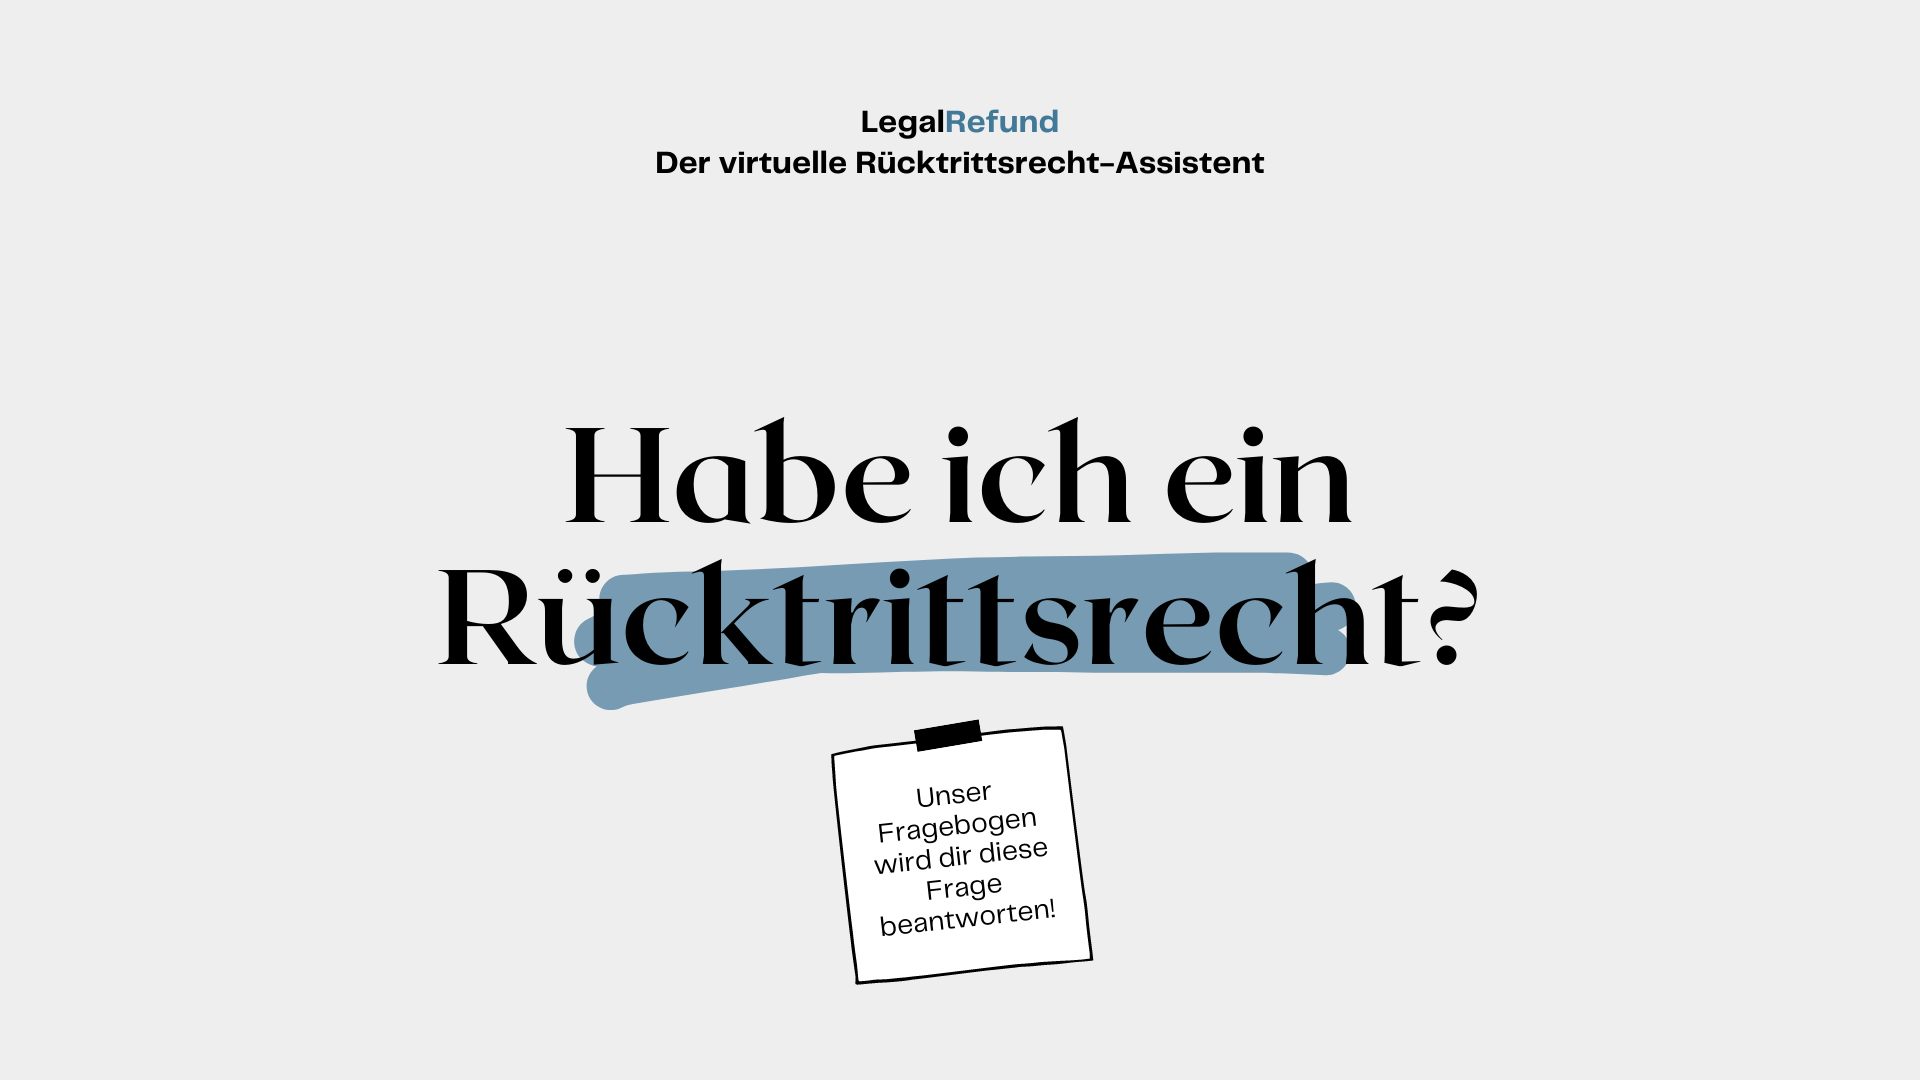 LegalRefund
Der virtuelle Rücktrittsrecht-Assistent
Habe ich ein
Rücktrittsrecht?
Unser
Fragebogen
wird dir diese
Frage
beantworten!